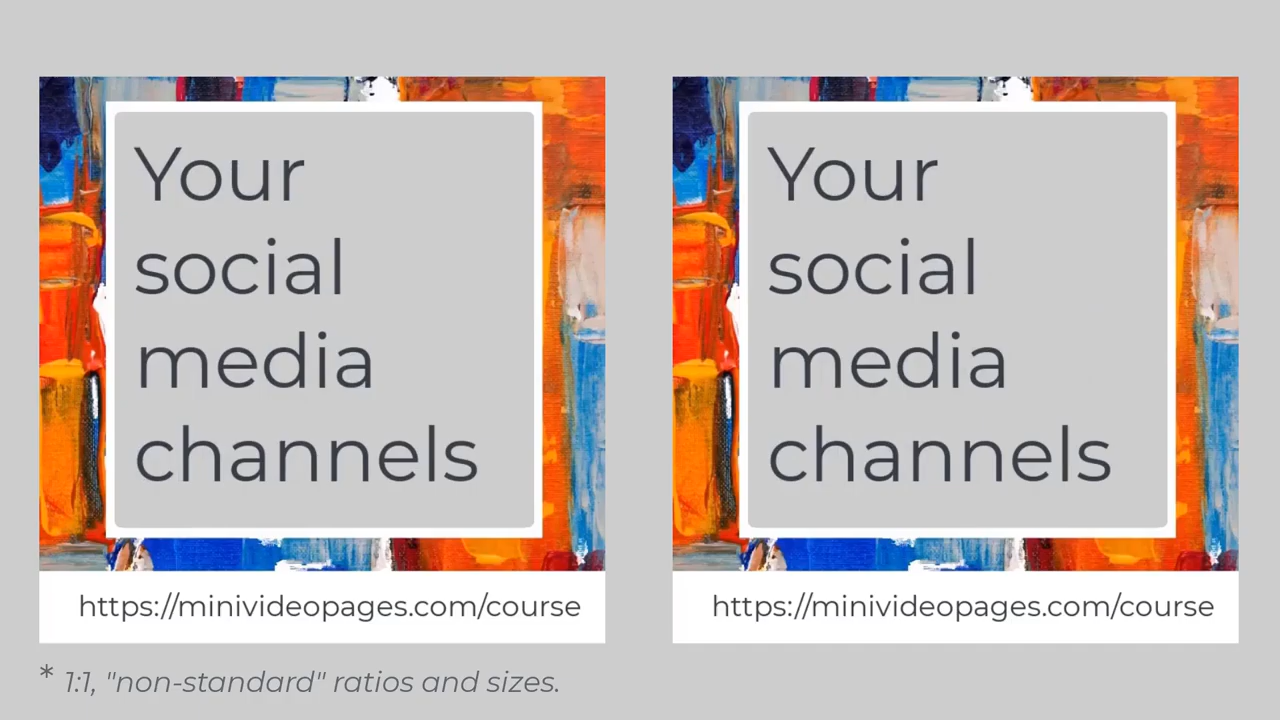 Your
social
media
channels
https://minivideopages.com/course
Your
social
media
channels
https://minivideopages.com/course
* 1:1, "non-standard" ratios and sizes.